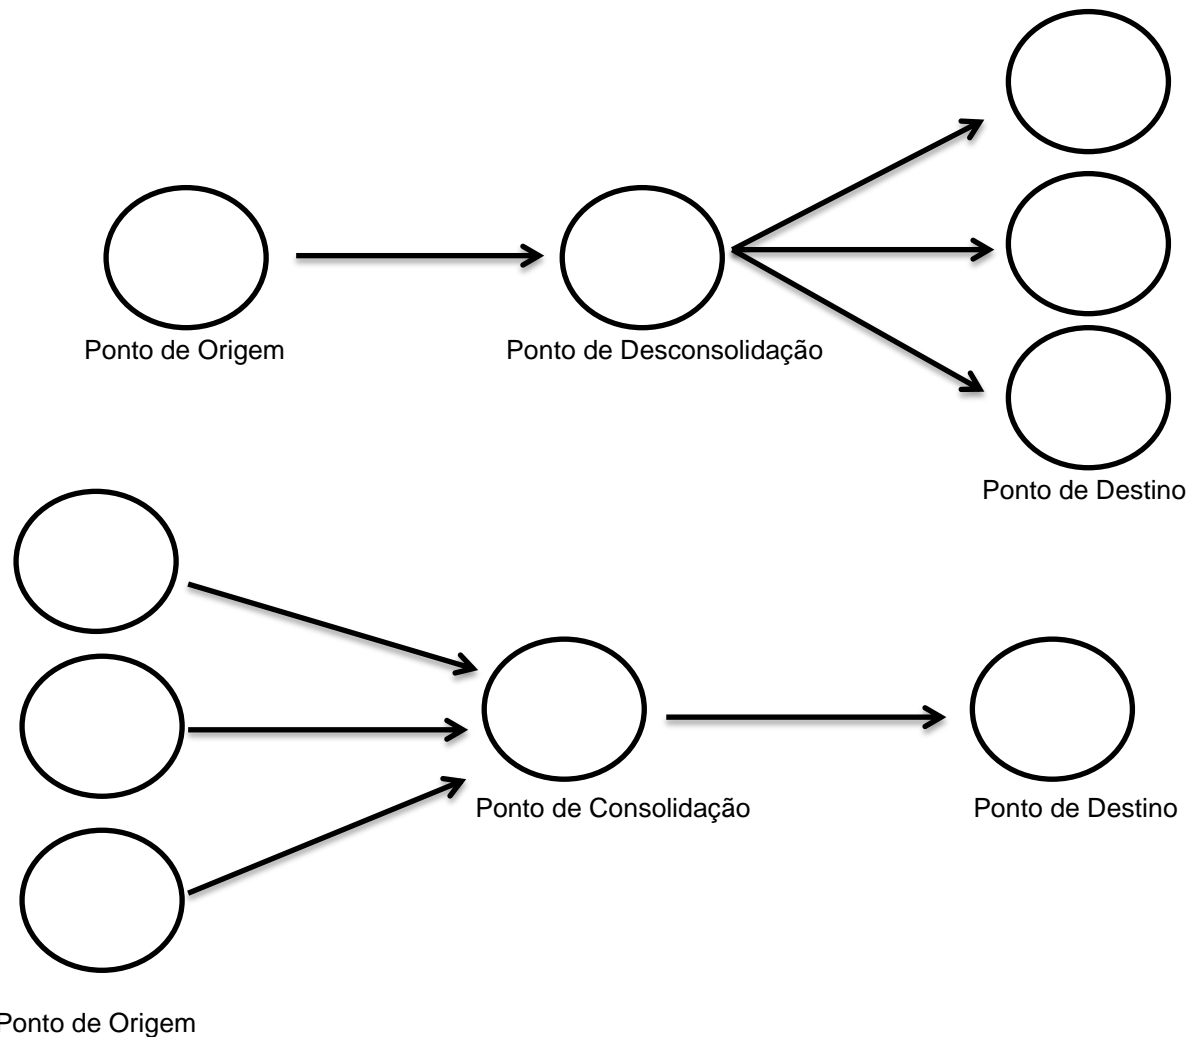 Ponto de Origem
Ponto de Desconsolidação
Ponto de Destino
Ponto de Consolidação
Ponto de Destino
Ponto de Origem